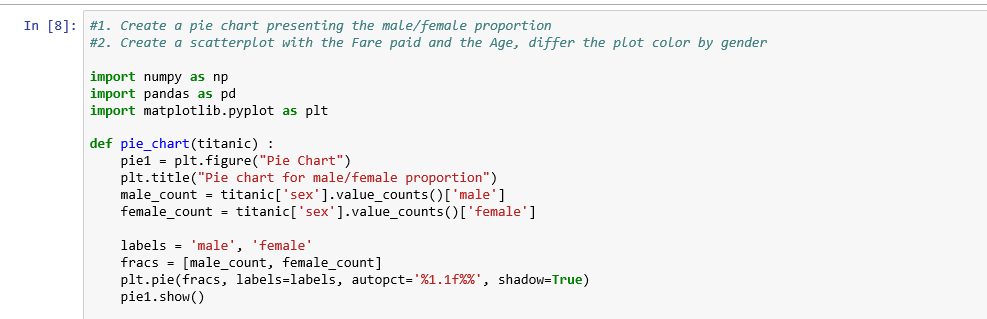 In [8]: #1. Create a pie chart presenting the male/female proportion
#2. Create a scatterplot with the Fare paid and the Age, differ the plot color by gender
import numpy as np
import pandas as pd
import matplotlib.pyplot as plt
def pie_chart(titanic) :
    pie1 = plt.figure("Pie Chart")
    plt.title("Pie chart for male/female proportion")
    male_count = titanic['sex'].value_counts()['male']
    female_count = titanic['sex'].value_counts()['female']
    labels = 'male', 'female'
    fracs = [male_count, female_count]
    plt.pie(fracs, labels=labels, autopct='%1.1f%%', shadow=True)
    pie1.show()